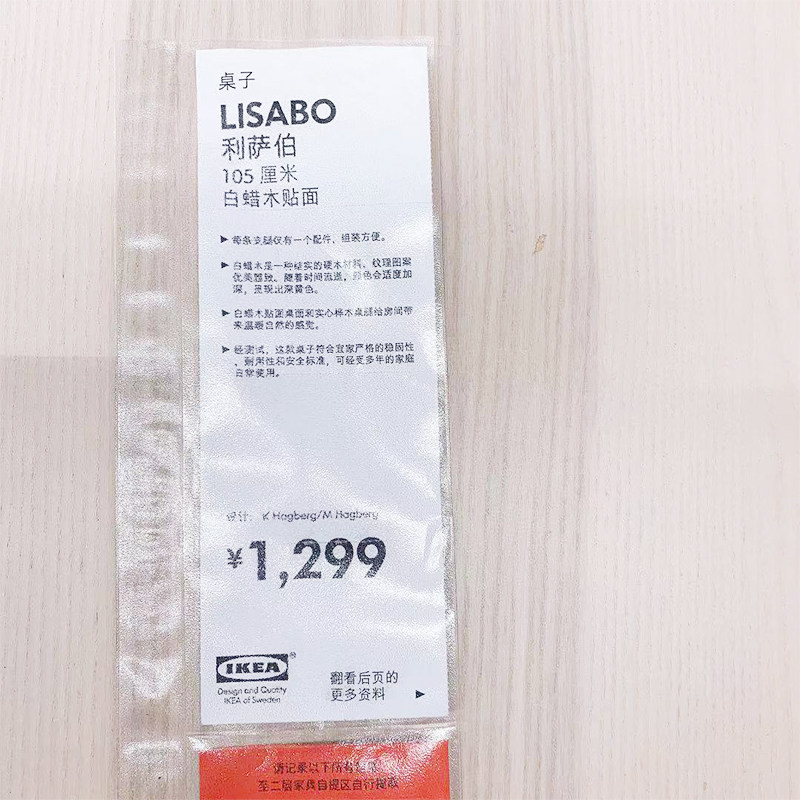 桌子
LISABO
利萨伯
105 厘米
白蜡木贴面
▶ 每条支腿仅有一个配件，组装方便。
▶ 白蜡木是一种结实的硬木材料，纹理图案
优美雅致。随着时间流逝，颜色会适度加
深，呈现出深黄色。
▶ 白蜡木贴面桌面和实心桦木桌腿给房间带
来温暖自然的感觉。
▶ 经测试，这款桌子符合宜家严格的稳固性
、耐用性和安全标准，可经受多年的家庭
日常使用。
设计： K Hagberg/M Hagberg
¥1,299
IKEA®
Design and Quality
IKEA of Sweden
翻看后页的
更多资料 ▶
请记录以下所有
至二层家具自提区自行提取